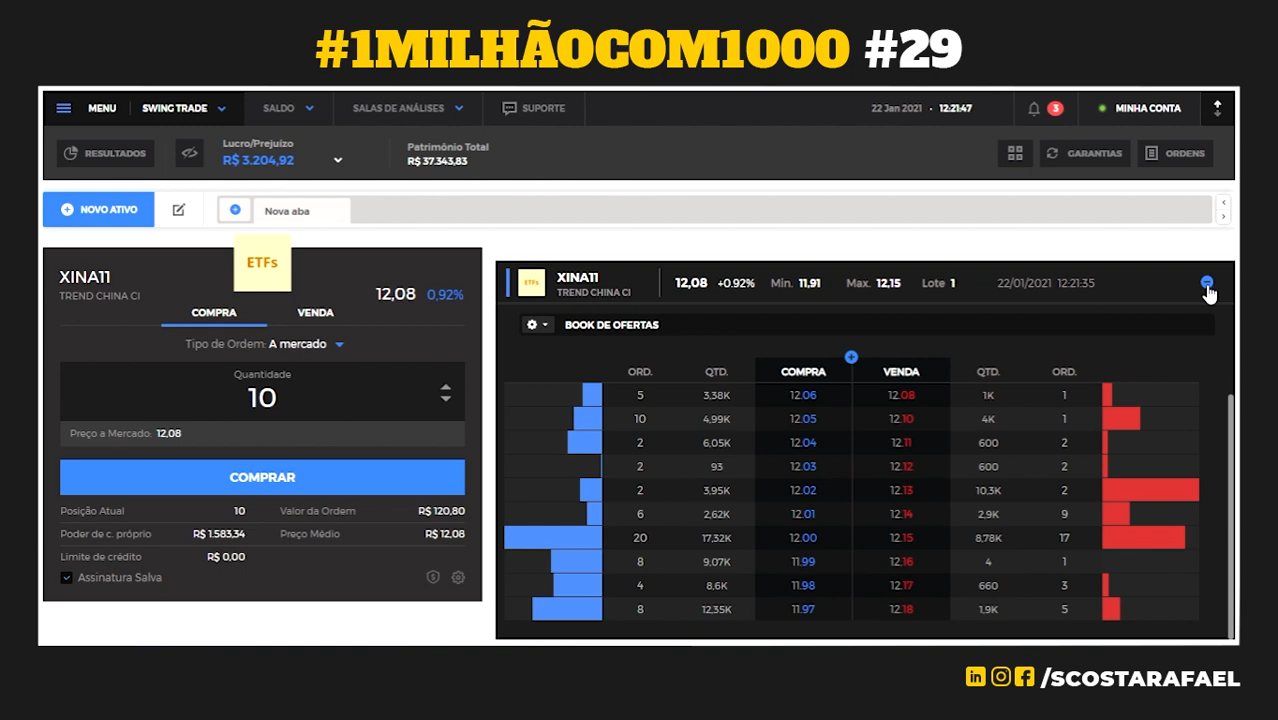 #1MILHÃOCOM1000 #29
MENU SWING TRADE SALDO SALAS DE ANÁLISES SUPORTE 22 Jan 2021 • 12:21:47 3 MINHA CONTA
RESULTADOS Lucro/Prejuízo R$ 3.204,92 Patrimônio Total R$ 37.343,83 GARANTIAS ORDENS
NOVO ATIVO Nova aba
ETFs
XINA11
TREND CHINA CI
12,08 0,92%
COMPRA VENDA
Tipo de Ordem: A mercado
Quantidade
10
Preço a Mercado: 12,08
COMPRAR
Posição Atual 10 Valor da Ordem R$ 120,80
Poder de c. próprio R$ 1.583,34 Preço Médio R$ 12,08
Limite de crédito R$ 0,00
Assinatura Salva
ETFs XINA11 12,08 +0.92% Min. 11,91 Max. 12,15 Lote 1 22/01/2021 12:21:35
TREND CHINA CI
BOOK DE OFERTAS
ORD. QTD. COMPRA VENDA QTD. ORD.
5 3,38K 12.06 12.08 1K 1
10 4,99K 12.05 12.10 4K 1
2 6,05K 12.04 12.11 600 2
2 93 12.03 12.12 600 2
2 3,95K 12.02 12.13 10,3K 2
6 2,62K 12.01 12.14 2,9K 9
20 17,32K 12.00 12.15 8,78K 17
8 9,07K 11.99 12.16 4 1
4 8,6K 11.98 12.17 660 3
8 12,35K 11.97 12.18 1,9K 5
in f /SCOSTARAFAEL